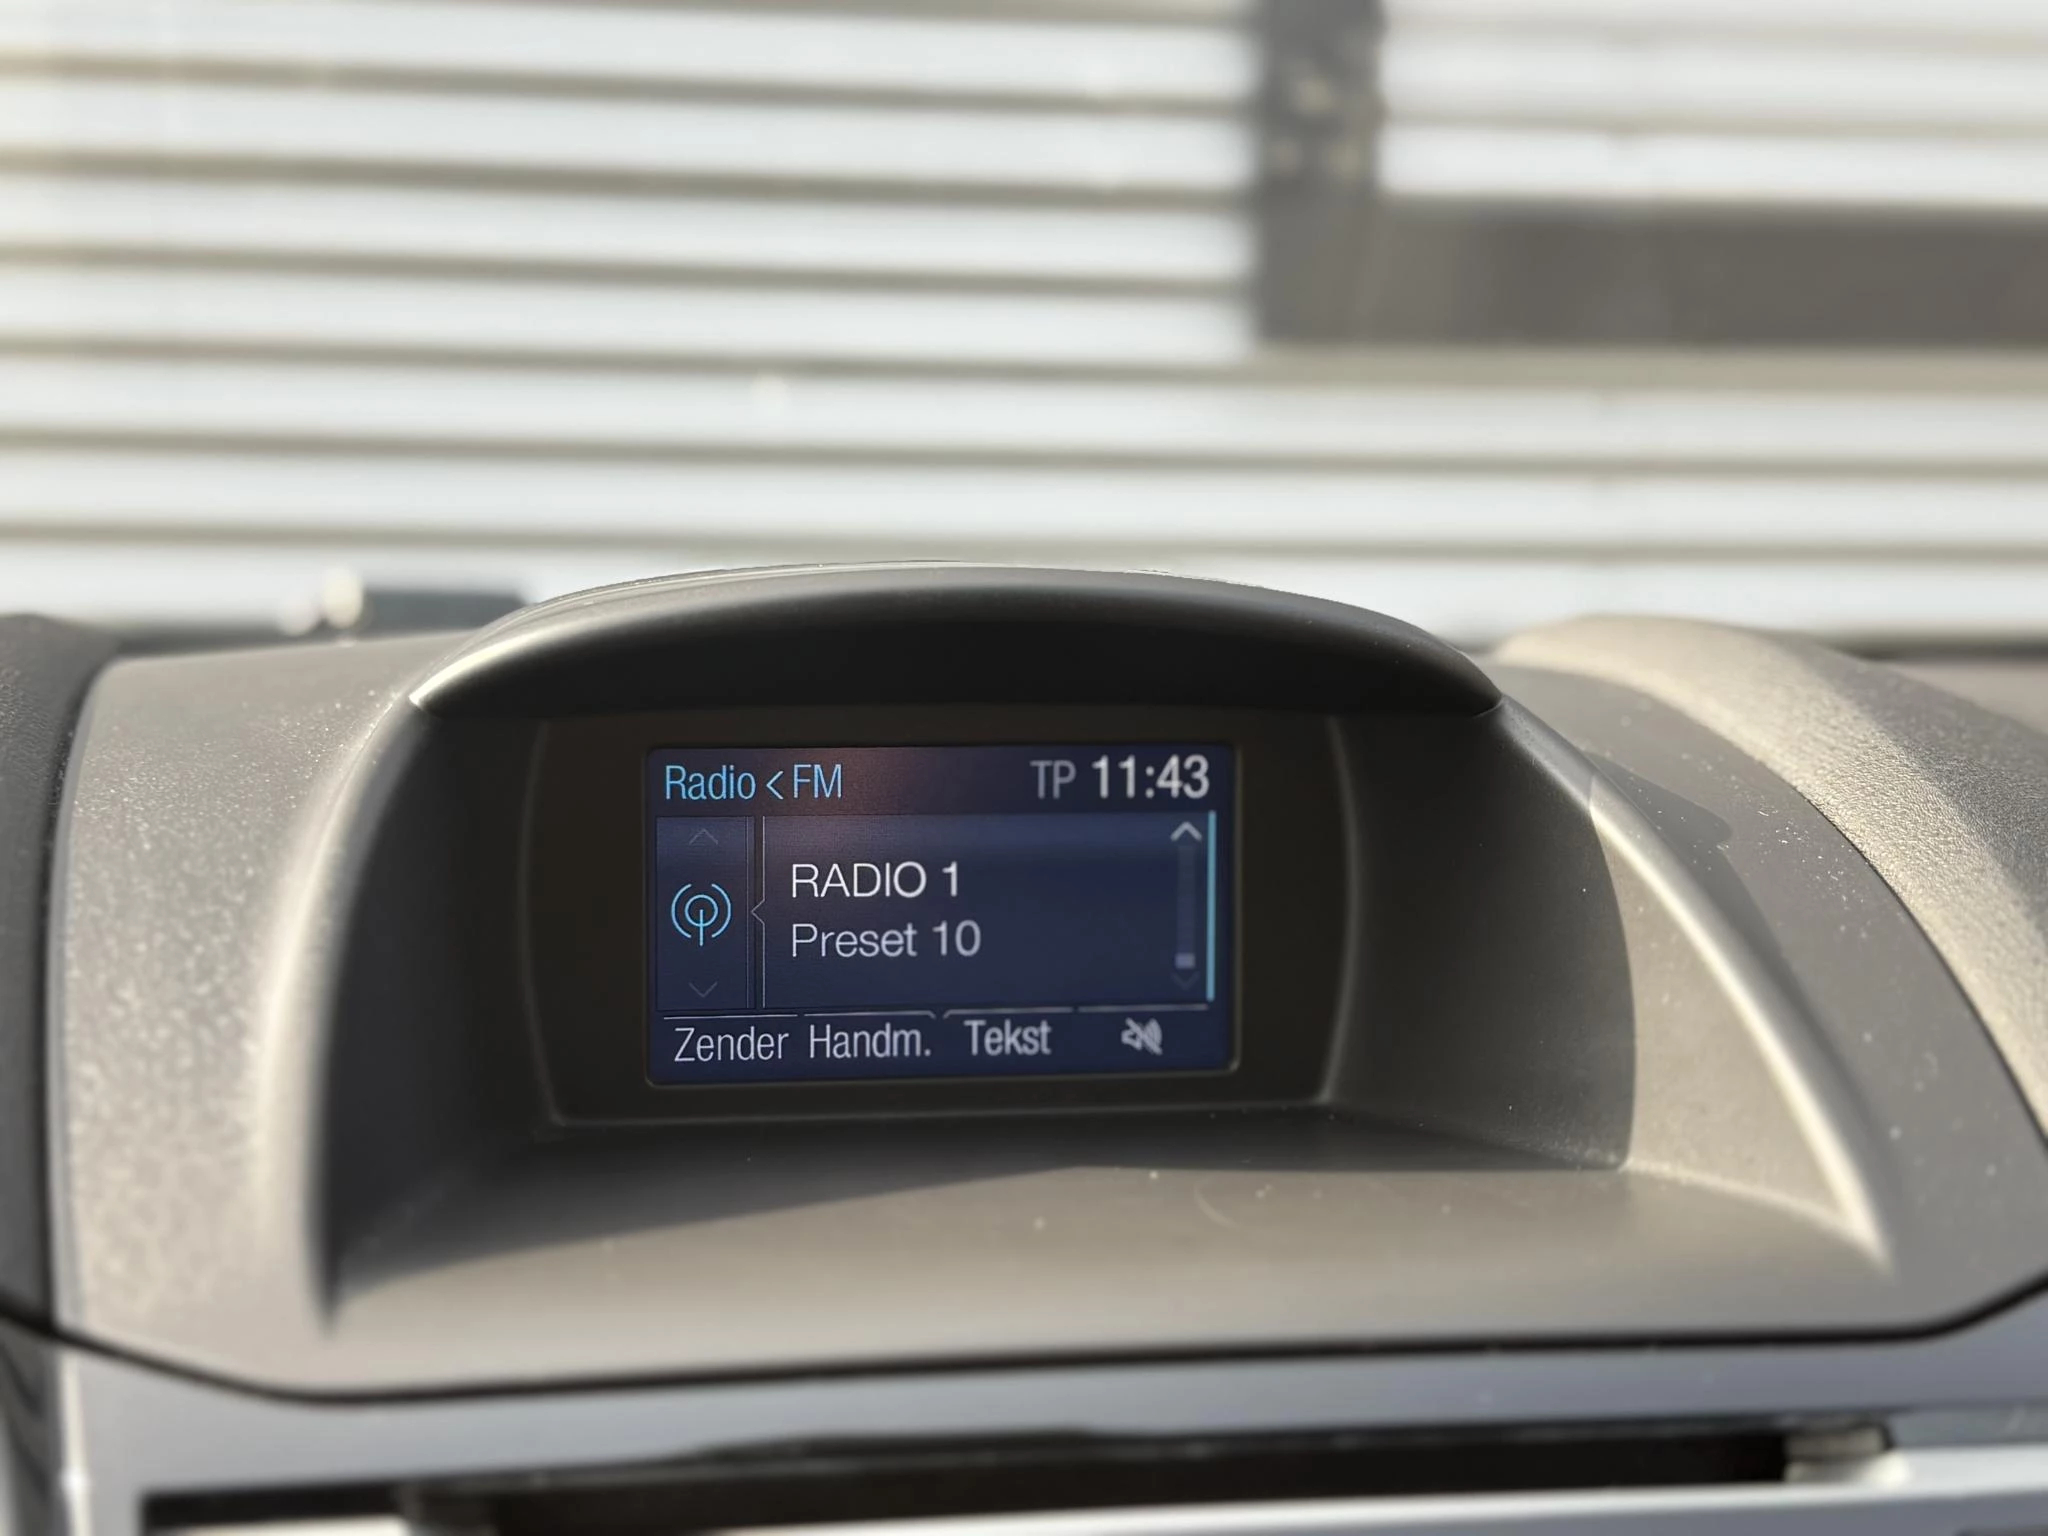 Radio < FM TP 11:43
RADIO 1
Preset 10
Zender Handm. Tekst